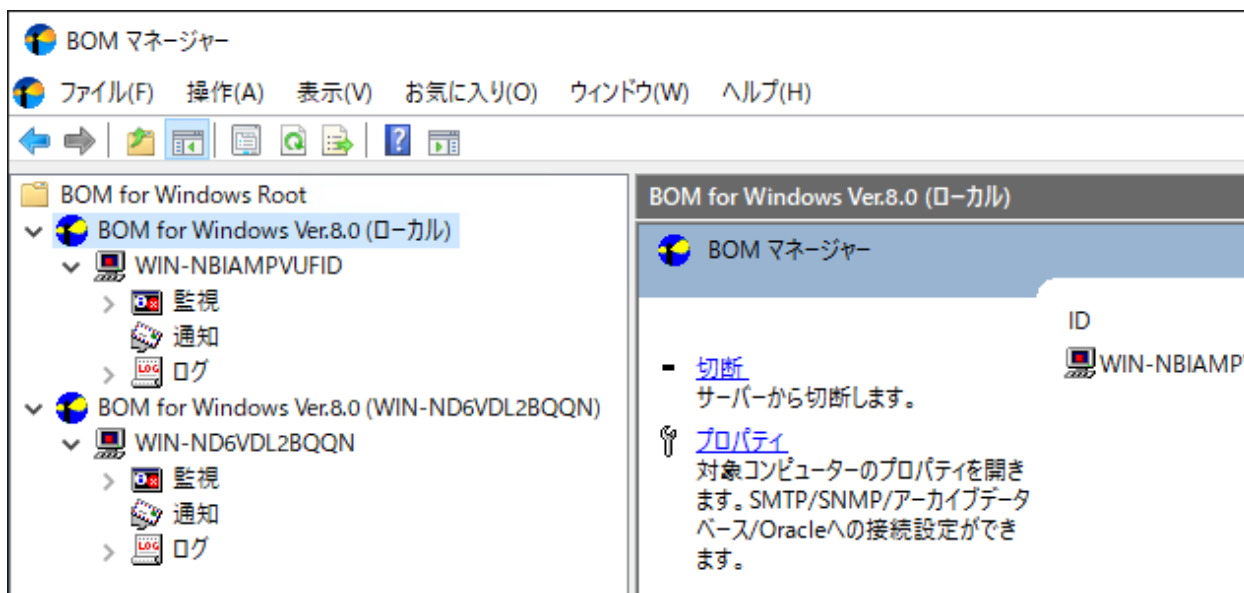 BOM マネージャー
ファイル(F) 操作(A) 表示(V) お気に入り(O) ウィンドウ(W) ヘルプ(H)
BOM for Windows Root
BOM for Windows Ver.8.0 (ローカル)
WIN-NBIAMPVUFID
監視
通知
ログ
BOM for Windows Ver.8.0 (WIN-ND6VDL2BQQN)
WIN-ND6VDL2BQQN
監視
通知
ログ
BOM for Windows Ver.8.0 (ローカル)
BOM マネージャー
切断
サーバーから切断します。
プロパティ
対象コンピューターのプロパティを開き
ます。SMTP/SNMP/アーカイブデータ
ベース/Oracleへの接続設定ができ
ます。
ID
WIN-NBIAMP